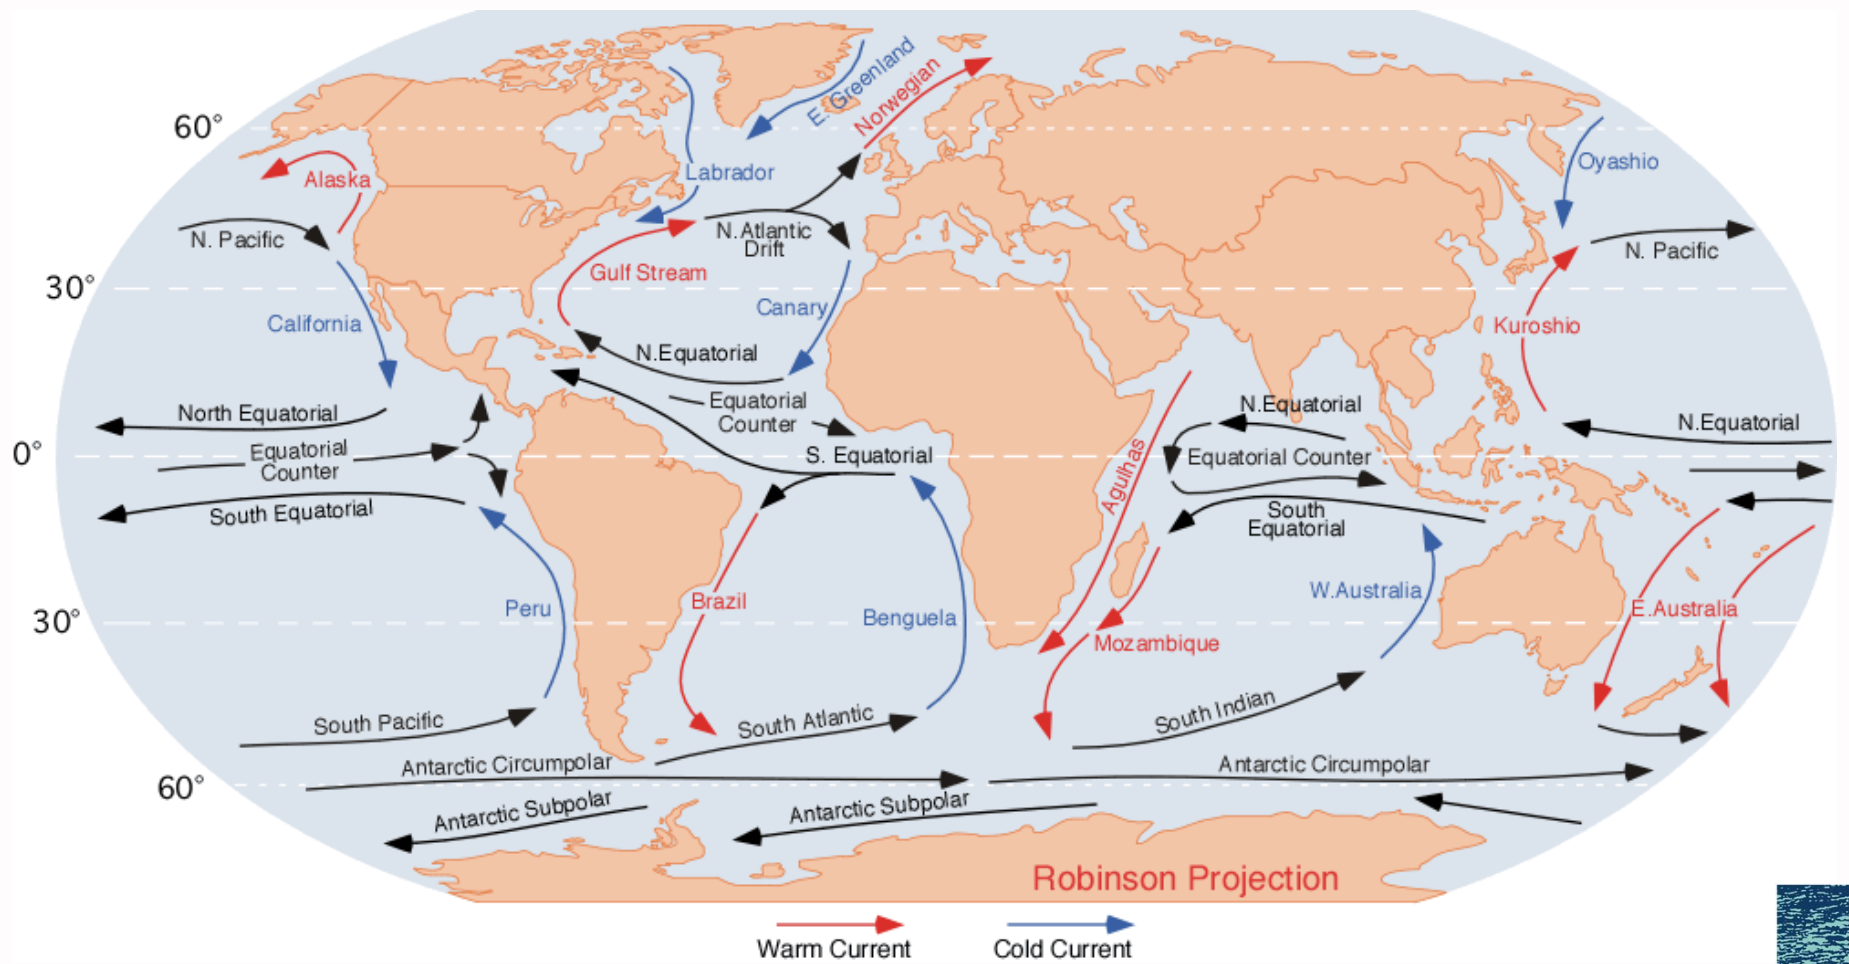 60°
30°
0°
30°
60°
E. Greenland
Norwegian
Labrador
Alaska
Oyashio
N. Pacific
N.Atlantic
Drift
N. Pacific
Gulf Stream
California
Canary
Kuroshio
N.Equatorial
North Equatorial
Equatorial
Counter
N.Equatorial
N.Equatorial
Equatorial
Counter
S. Equatorial
Agulhas
Equatorial Counter
South Equatorial
South
Equatorial
Peru
Brazil
Benguela
W.Australia
E.Australia
Mozambique
South Pacific
South Atlantic
South Indian
Antarctic Circumpolar
Antarctic Circumpolar
Antarctic Subpolar
Antarctic Subpolar
Robinson Projection
Warm Current
Cold Current